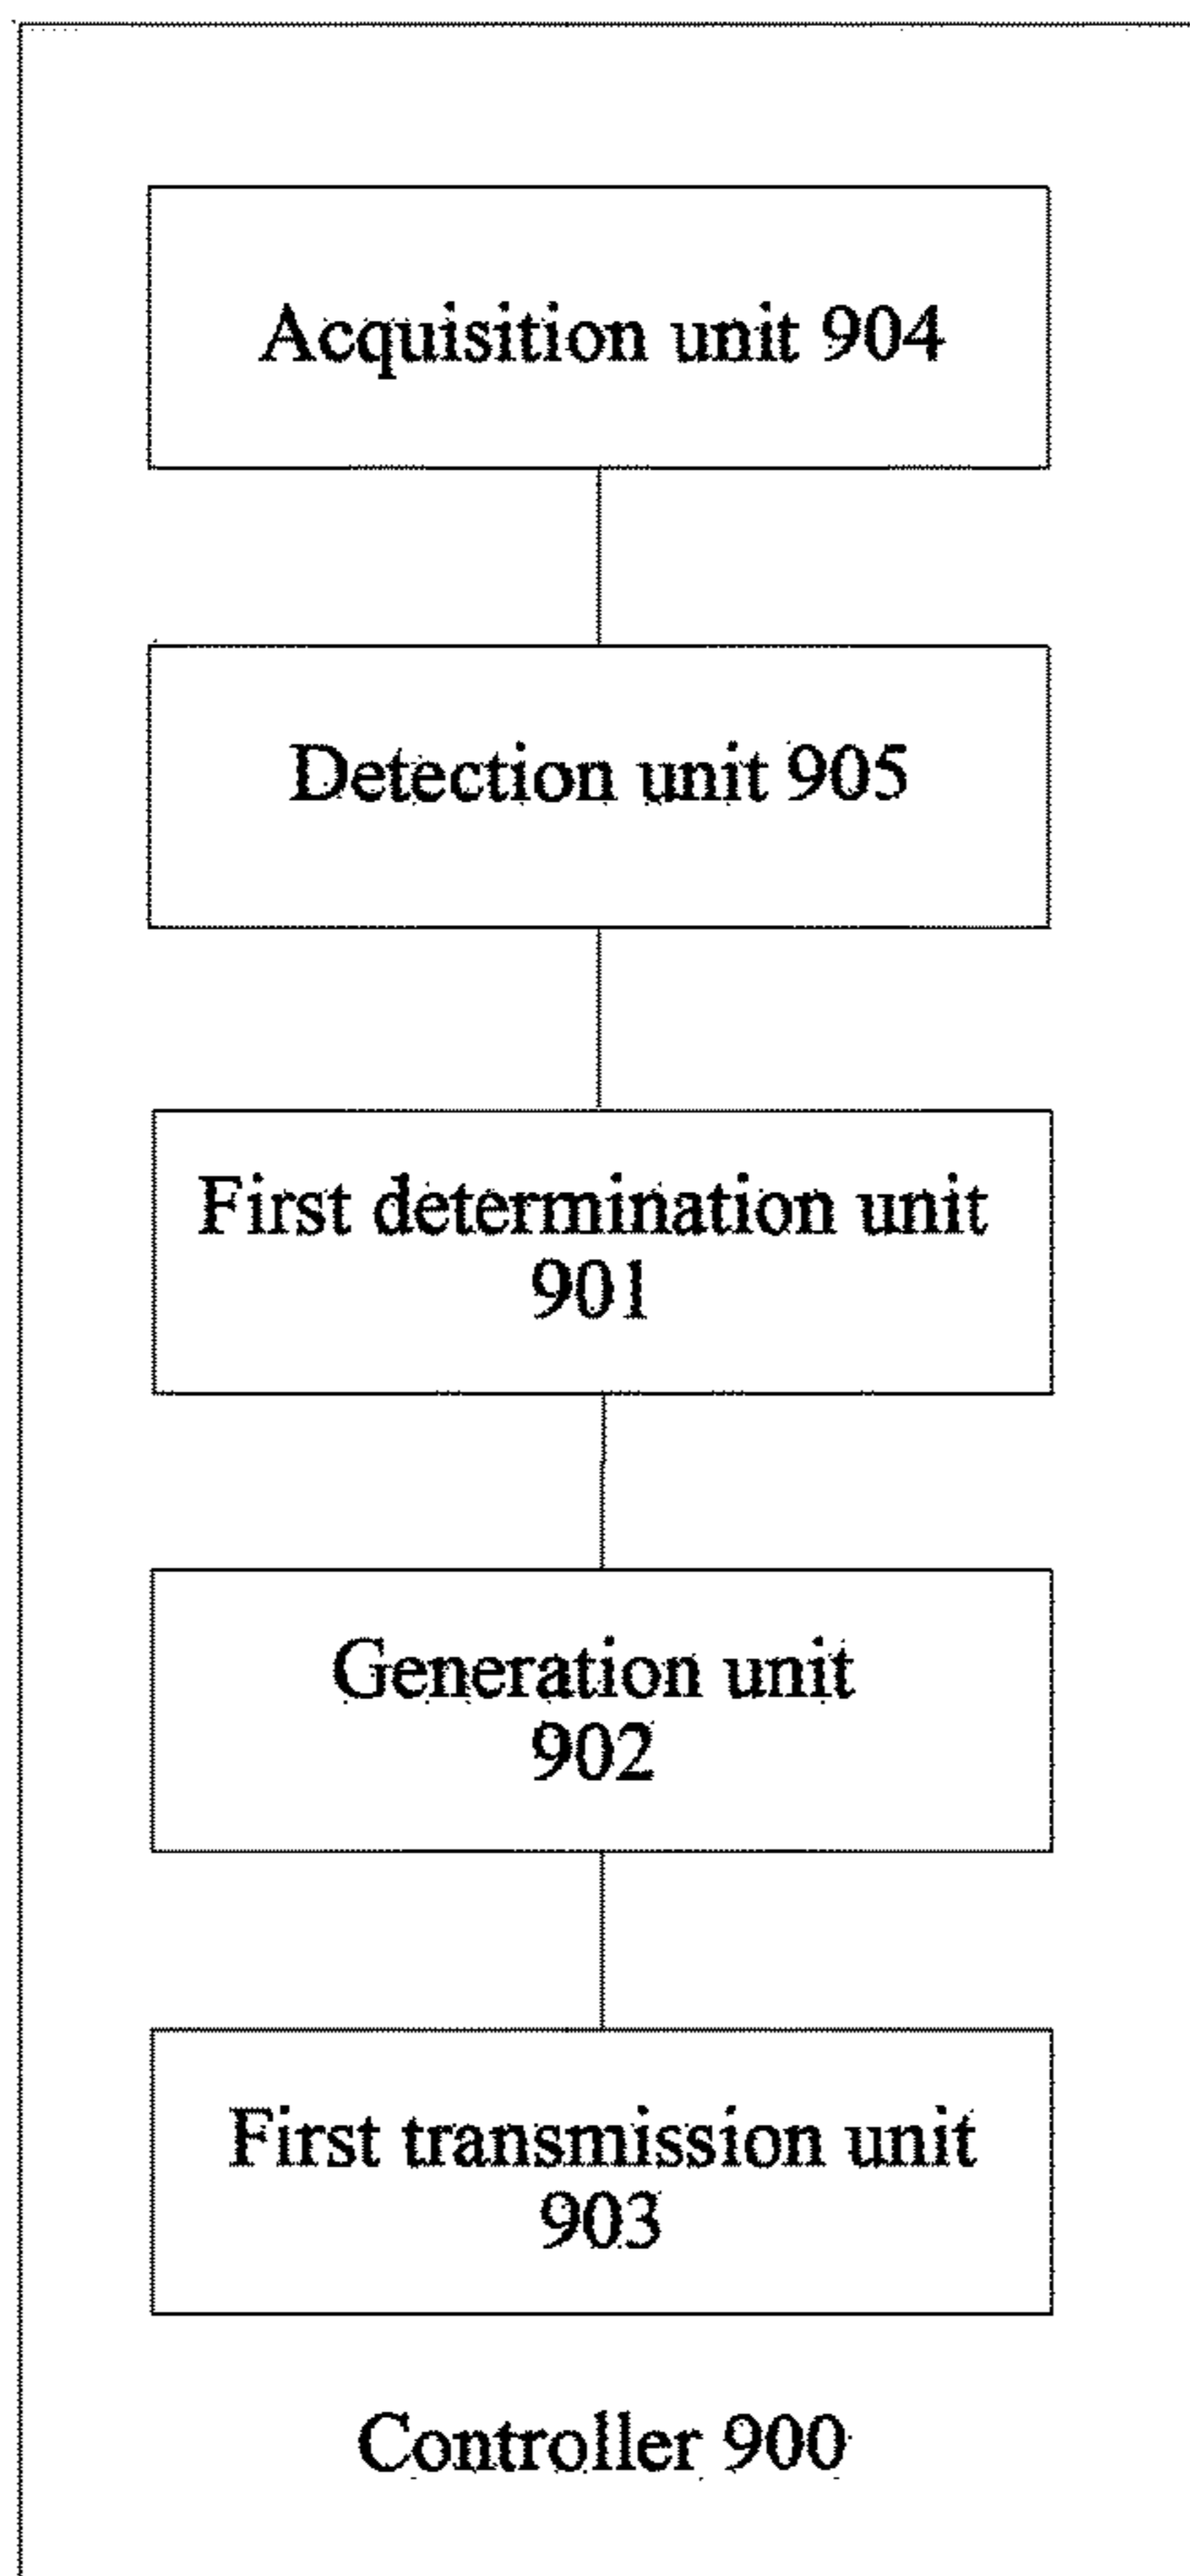 Acquisition unit 904
Detection unit 905
First determination unit
901
Generation unit
902
First transmission unit
903
Controller 900